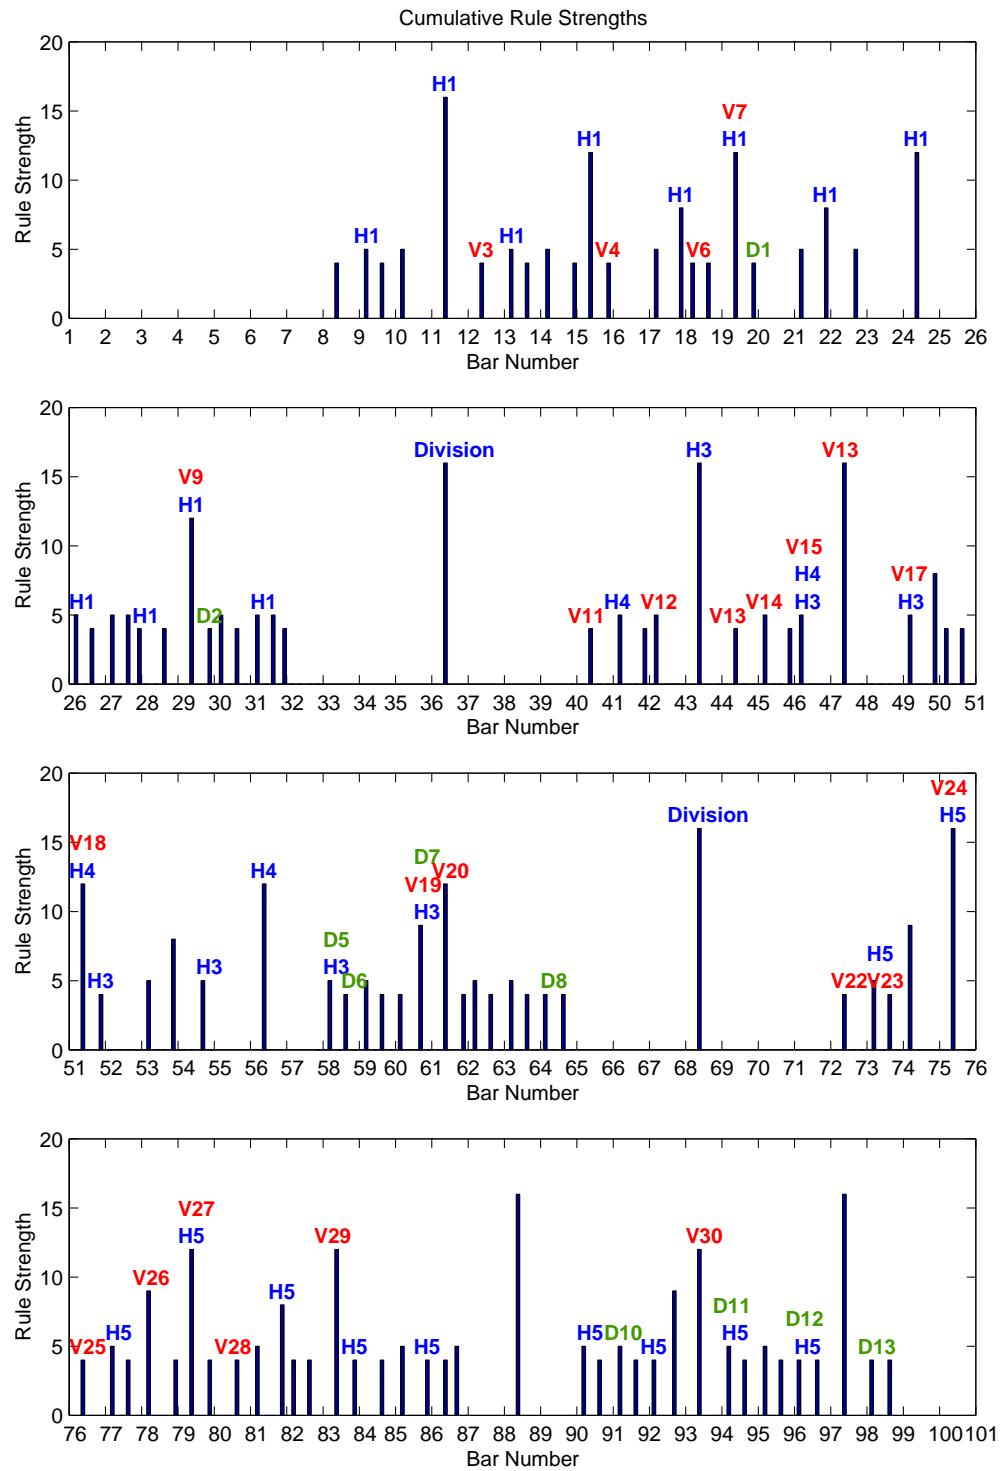 Cumulative Rule Strengths
20
15
10
5
0
Rule Strength
H1
H1
V7
H1
H1
H1
H1
H1
H1
V3
V4
V6
D1
1 2 3 4 5 6 7 8 9 10 11 12 13 14 15 16 17 18 19 20 21 22 23 24 25 26
Bar Number
20
15
10
5
0
Rule Strength
Division
H3
V13
V9
H1
V15
H4
V17
H1
H1
D2
H1
V11
H4
V12
V13
V14
H3
H3
26 27 28 29 30 31 32 33 34 35 36 37 38 39 40 41 42 43 44 45 46 47 48 49 50 51
Bar Number
20
15
10
5
0
Rule Strength
V24
Division
H5
V18
D7
H4
H4
V19
V20
H3
D5
H5
H3
H3
H3
D6
D8
V22
V23
51 52 53 54 55 56 57 58 59 60 61 62 63 64 65 66 67 68 69 70 71 72 73 74 75 76
Bar Number
20
15
10
5
0
Rule Strength
V27
H5
V29
V30
V26
H5
D11
D12
V25
H5
V28
H5
H5
H5
D10
H5
H5
H5
D13
76 77 78 79 80 81 82 83 84 85 86 87 88 89 90 91 92 93 94 95 96 97 98 99 100 101
Bar Number